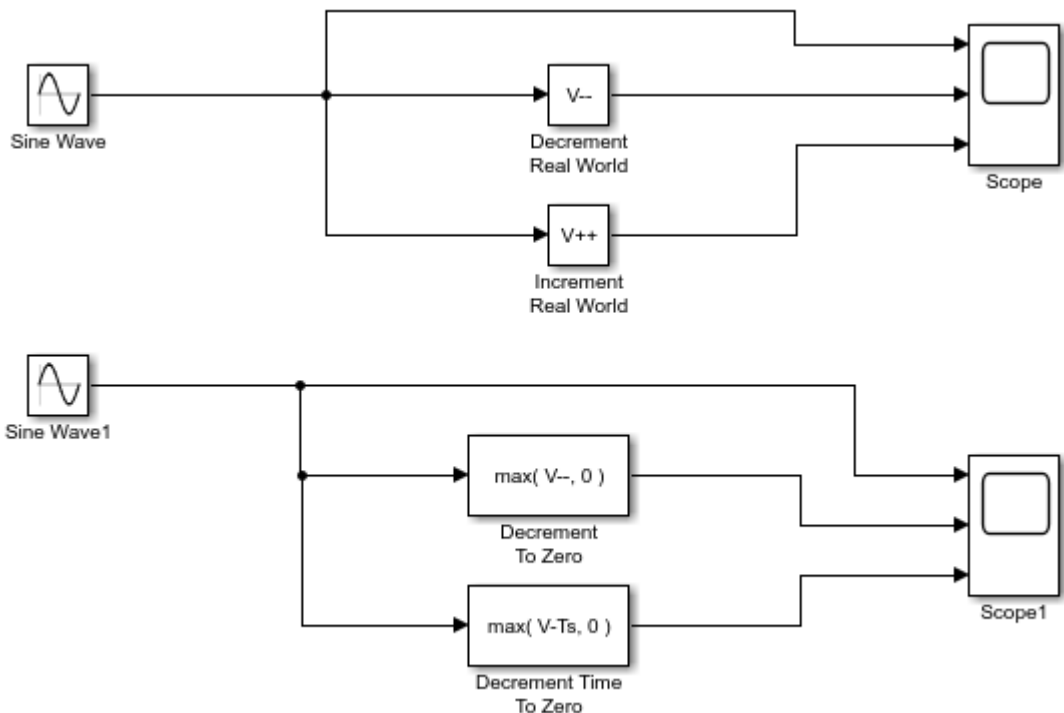 Sine Wave
V--
Decrement
Real World
Scope
V++
Increment
Real World
Sine Wave1
max( V--, 0 )
Decrement
To Zero
Scope1
max( V-Ts, 0 )
Decrement Time
To Zero